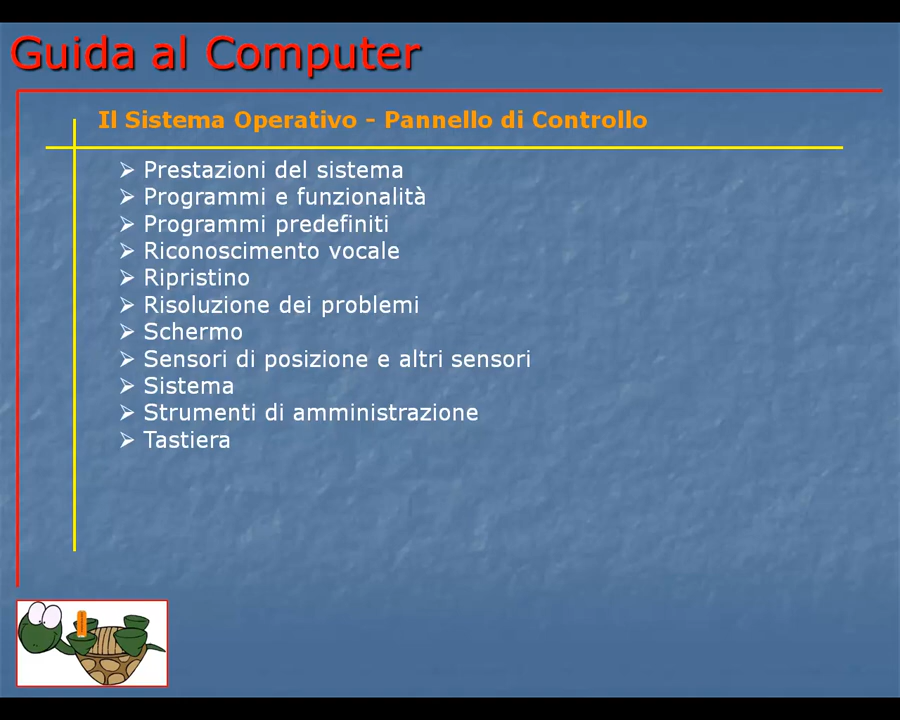 Guida al Computer
Il Sistema Operativo - Pannello di Controllo
Prestazioni del sistema
Programmi e funzionalità
Programmi predefiniti
Riconoscimento vocale
Ripristino
Risoluzione dei problemi
Schermo
Sensori di posizione e altri sensori
Sistema
Strumenti di amministrazione
Tastiera